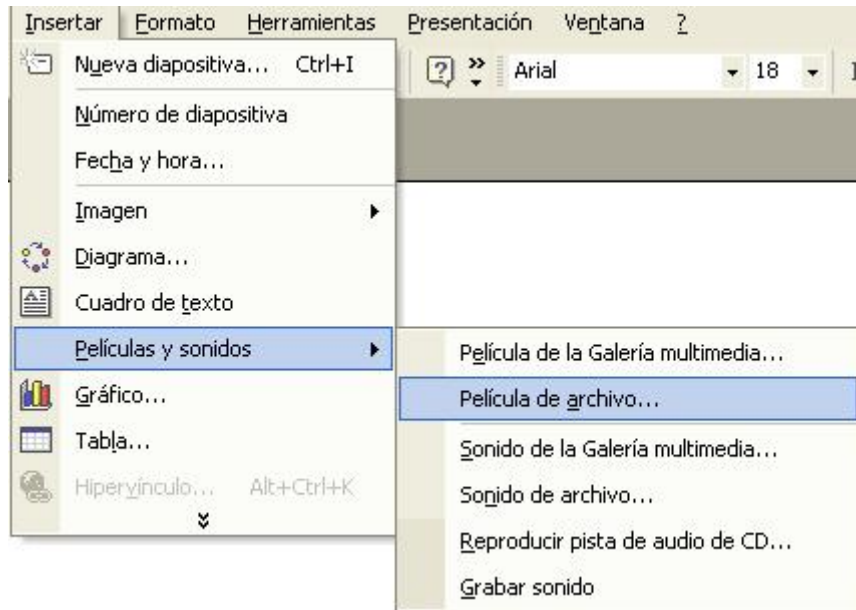 Insertar Formato Herramientas Presentación Ventana ?
Nueva diapositiva... Ctrl+I
Arial 18
Número de diapositiva
Fecha y hora...
Imagen
Diagrama...
Cuadro de texto
Películas y sonidos
Película de la Galería multimedia...
Gráfico...
Película de archivo...
Tabla...
Sonido de la Galería multimedia...
Hipervínculo... Alt+Ctrl+K
Sonido de archivo...
Reproducir pista de audio de CD...
Grabar sonido